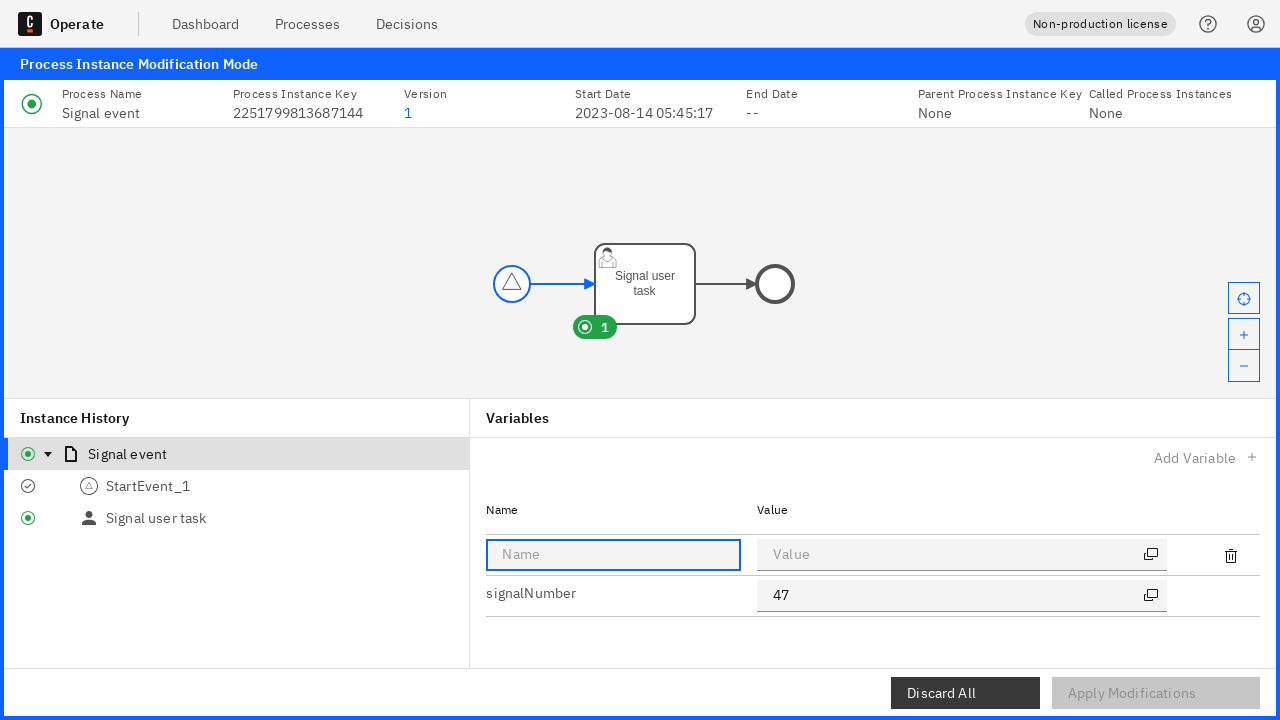 Operate
Dashboard
Processes
Decisions
Non-production license
Process Instance Modification Mode
Process Name
Process Instance Key
Version
Start Date
End Date
Parent Process Instance Key
Called Process Instances
Signal event
2251799813687144
1
2023-08-14 05:45:17
--
None
None
Signal user
task
1
Instance History
Variables
Signal event
StartEvent_1
Signal user task
Add Variable
Name
Value
Name
Value
signalNumber
47
Discard All
Apply Modifications